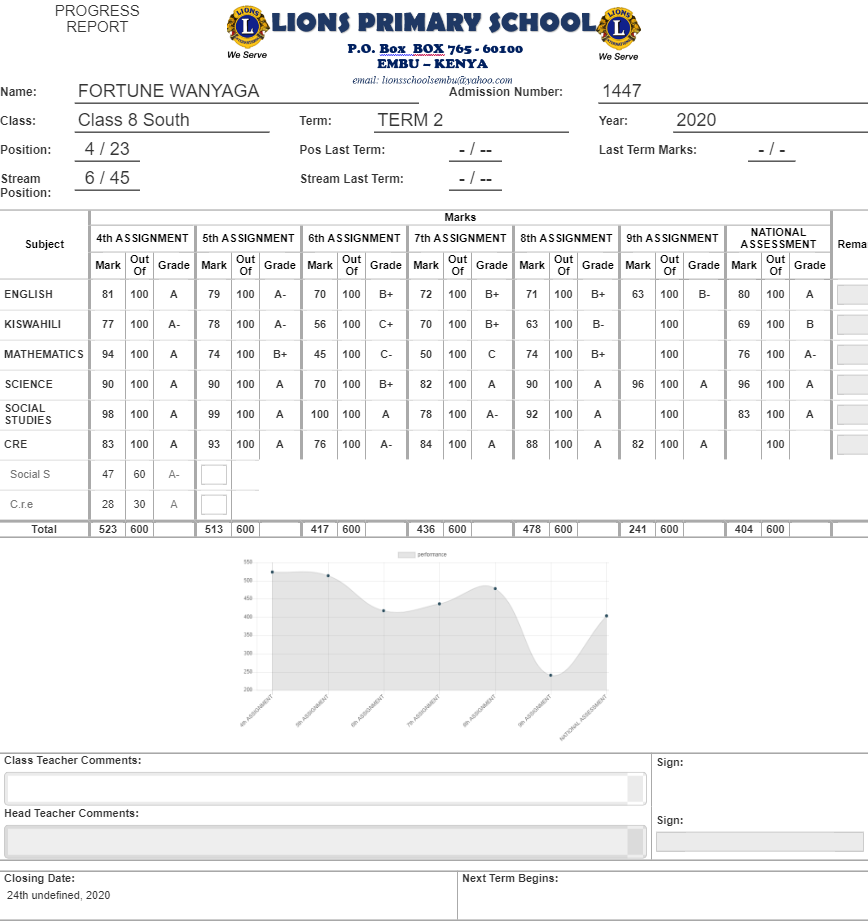 PROGRESS
REPORT
LIONS PRIMARY SCHOOL
We Serve
We Serve
P.O. Box BOX 765 - 60100
EMBU – KENYA
email: lionsschoolsembu@yahoo.com
Name: FORTUNE WANYAGA Admission Number: 1447
Class: Class 8 South Term: TERM 2 Year: 2020
Position: 4 / 23 Pos Last Term: - / -- Last Term Marks: - / -
Stream Position: 6 / 45 Stream Last Term: - / --
Marks
Subject 4th ASSIGNMENT 5th ASSIGNMENT 6th ASSIGNMENT 7th ASSIGNMENT 8th ASSIGNMENT 9th ASSIGNMENT NATIONAL ASSESSMENT Rema
Mark Out Of Grade Mark Out Of Grade Mark Out Of Grade Mark Out Of Grade Mark Out Of Grade Mark Out Of Grade Mark Out Of Grade
ENGLISH 81 100 A 79 100 A- 70 100 B+ 72 100 B+ 71 100 B+ 63 100 B- 80 100 A
KISWAHILI 77 100 A- 78 100 A- 56 100 C+ 70 100 B+ 63 100 B- 100 69 100 B
MATHEMATICS 94 100 A 74 100 B+ 45 100 C- 50 100 C 74 100 B+ 100 76 100 A-
SCIENCE 90 100 A 90 100 A 70 100 B+ 82 100 A 90 100 A 96 100 A 96 100 A
SOCIAL STUDIES 98 100 A 99 100 A 100 100 A 78 100 A- 92 100 A 100 83 100 A
CRE 83 100 A 93 100 A 76 100 A- 84 100 A 88 100 A 82 100 A 100
Social S 47 60 A-
C.r.e 28 30 A
Total 523 600 513 600 417 600 436 600 478 600 241 600 404 600
performance
550
500
450
400
350
300
250
200
4th ASSIGNMENT
5th ASSIGNMENT
6th ASSIGNMENT
7th ASSIGNMENT
8th ASSIGNMENT
9th ASSIGNMENT
NATIONAL ASSESSMENT
Class Teacher Comments: Sign:
Head Teacher Comments: Sign:
Closing Date: Next Term Begins:
24th undefined, 2020